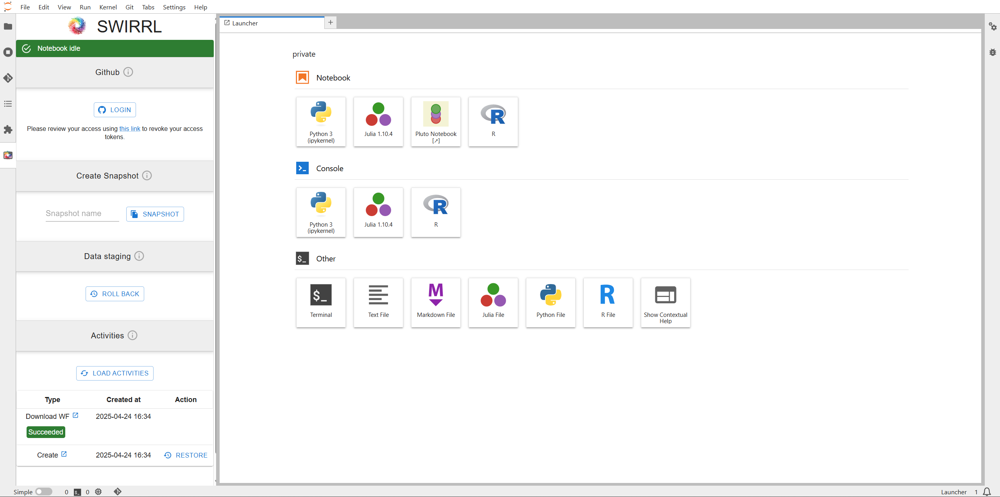 File Edit View Run Kernel Git Tabs Settings Help
SWIRRL
Notebook idle
Github
LOGIN
Please review your access using this link to revoke your access
tokens.
Create Snapshot
Snapshot name
SNAPSHOT
Data staging
ROLL BACK
Activities
LOAD ACTIVITIES
Type Created at Action
Download WF 2025-04-24 16:34
Succeeded
Create 2025-04-24 16:34 RESTORE
Launcher
private
Notebook
Python 3
(ipykernel)
Julia 1.10.4
Pluto Notebook
[↗]
R
Console
Python 3
(ipykernel)
Julia 1.10.4
R
$_ Other
$_
Terminal
Text File
M
Markdown File
Julia File
Python File
R
R File
Show Contextual
Help
Simple 0 $_ 0
Launcher 1